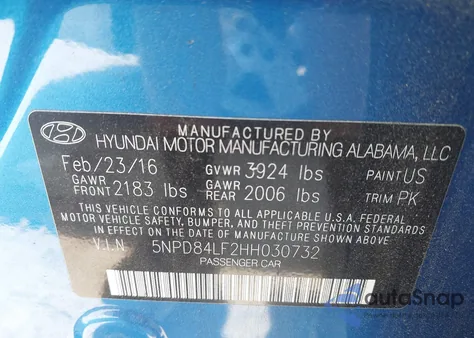 MANUFACTURED BY
HYUNDAI MOTOR MANUFACTURING ALABAMA, LLC
Feb/23/16 GVWR 3924 lbs PAINT US
GAWR FRONT 2183 lbs GAWR REAR 2006 lbs TRIM PK
THIS VEHICLE CONFORMS TO ALL APPLICABLE U.S.A. FEDERAL
MOTOR VEHICLE SAFETY, BUMPER, AND THEFT PREVENTION
STANDARDS IN EFFECT ON THE DATE OF MANUFACTURE SHOWN ABOVE.
V.I.N. 5NPD84LF2HH030732
PASSENGER CAR
autaSnap